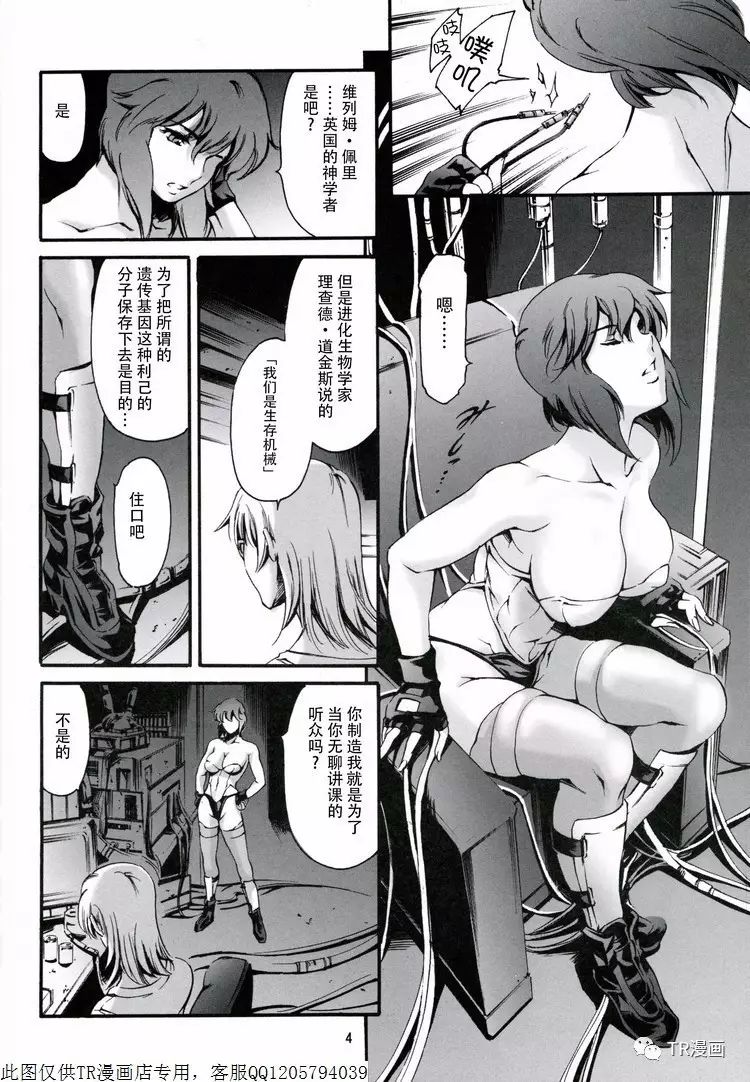 噗
叽
吱
吱
嗯……
维列姆·佩里
……英国的神学者
是吧？
是
但是进化生物学家
理查德·道金斯说的
「我们是生存机械」
为了把所谓的
遗传基因这种利己的
分子保存下去是目的…
住口吧
你制造我就是为了
当你无聊讲课的
听众吗？
不是的
4
TR漫画
此图仅供TR漫画店专用，客服QQ1205794039